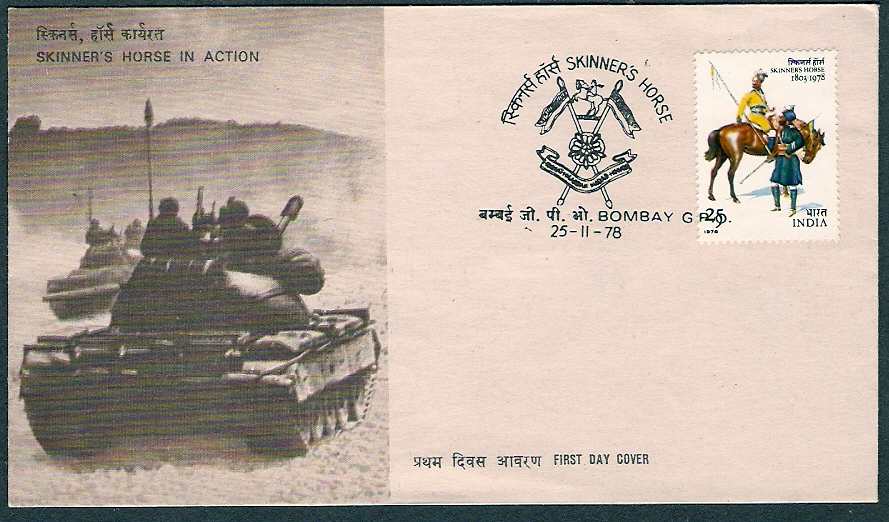 स्किनर्स, हॉर्स कार्यरत
SKINNER'S HORSE IN ACTION
स्किनर्स हॉर्स SKINNER'S HORSE
बम्बई जी. पी. ओ. BOMBAY G.P.O.
25-11-78
स्किनर्स हॉर्स
SKINNERS HORSE
1803 1978
25
1978
भारत
INDIA
प्रथम दिवस आवरण FIRST DAY COVER